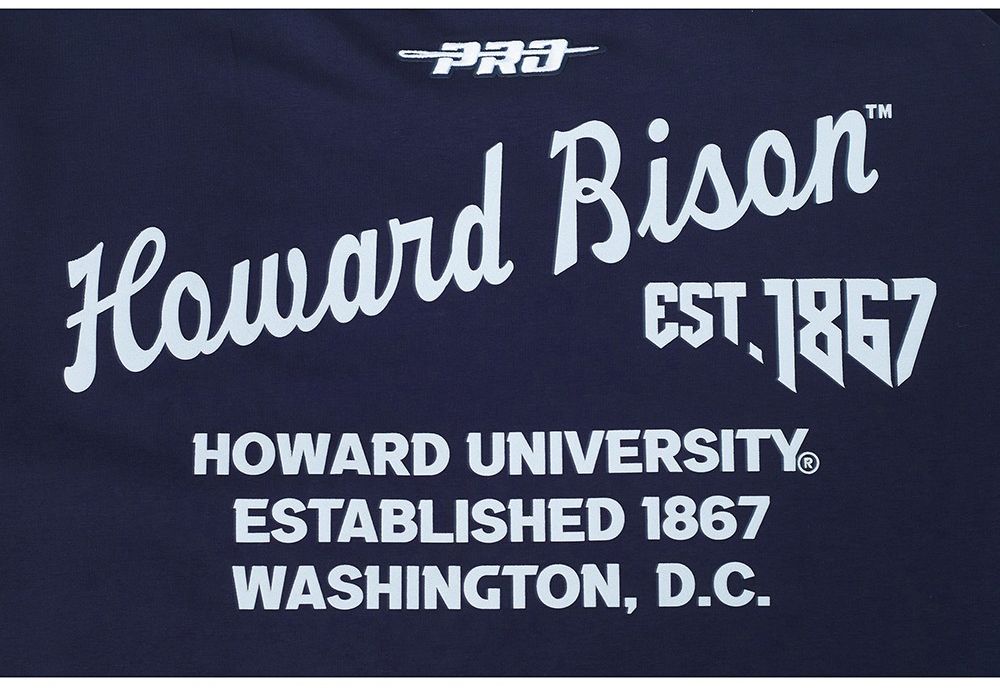 PRO
Howard Bison™
EST. 1867
HOWARD UNIVERSITY®
ESTABLISHED 1867
WASHINGTON, D.C.